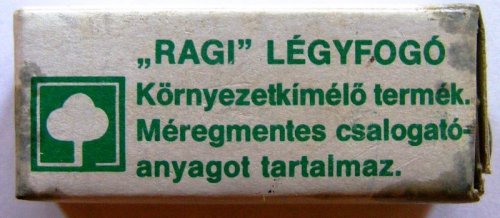 „RAGI” LÉGYFOGÓ
Környezetkímélő termék.
Méregmentes csalogató-
anyagot tartalmaz.